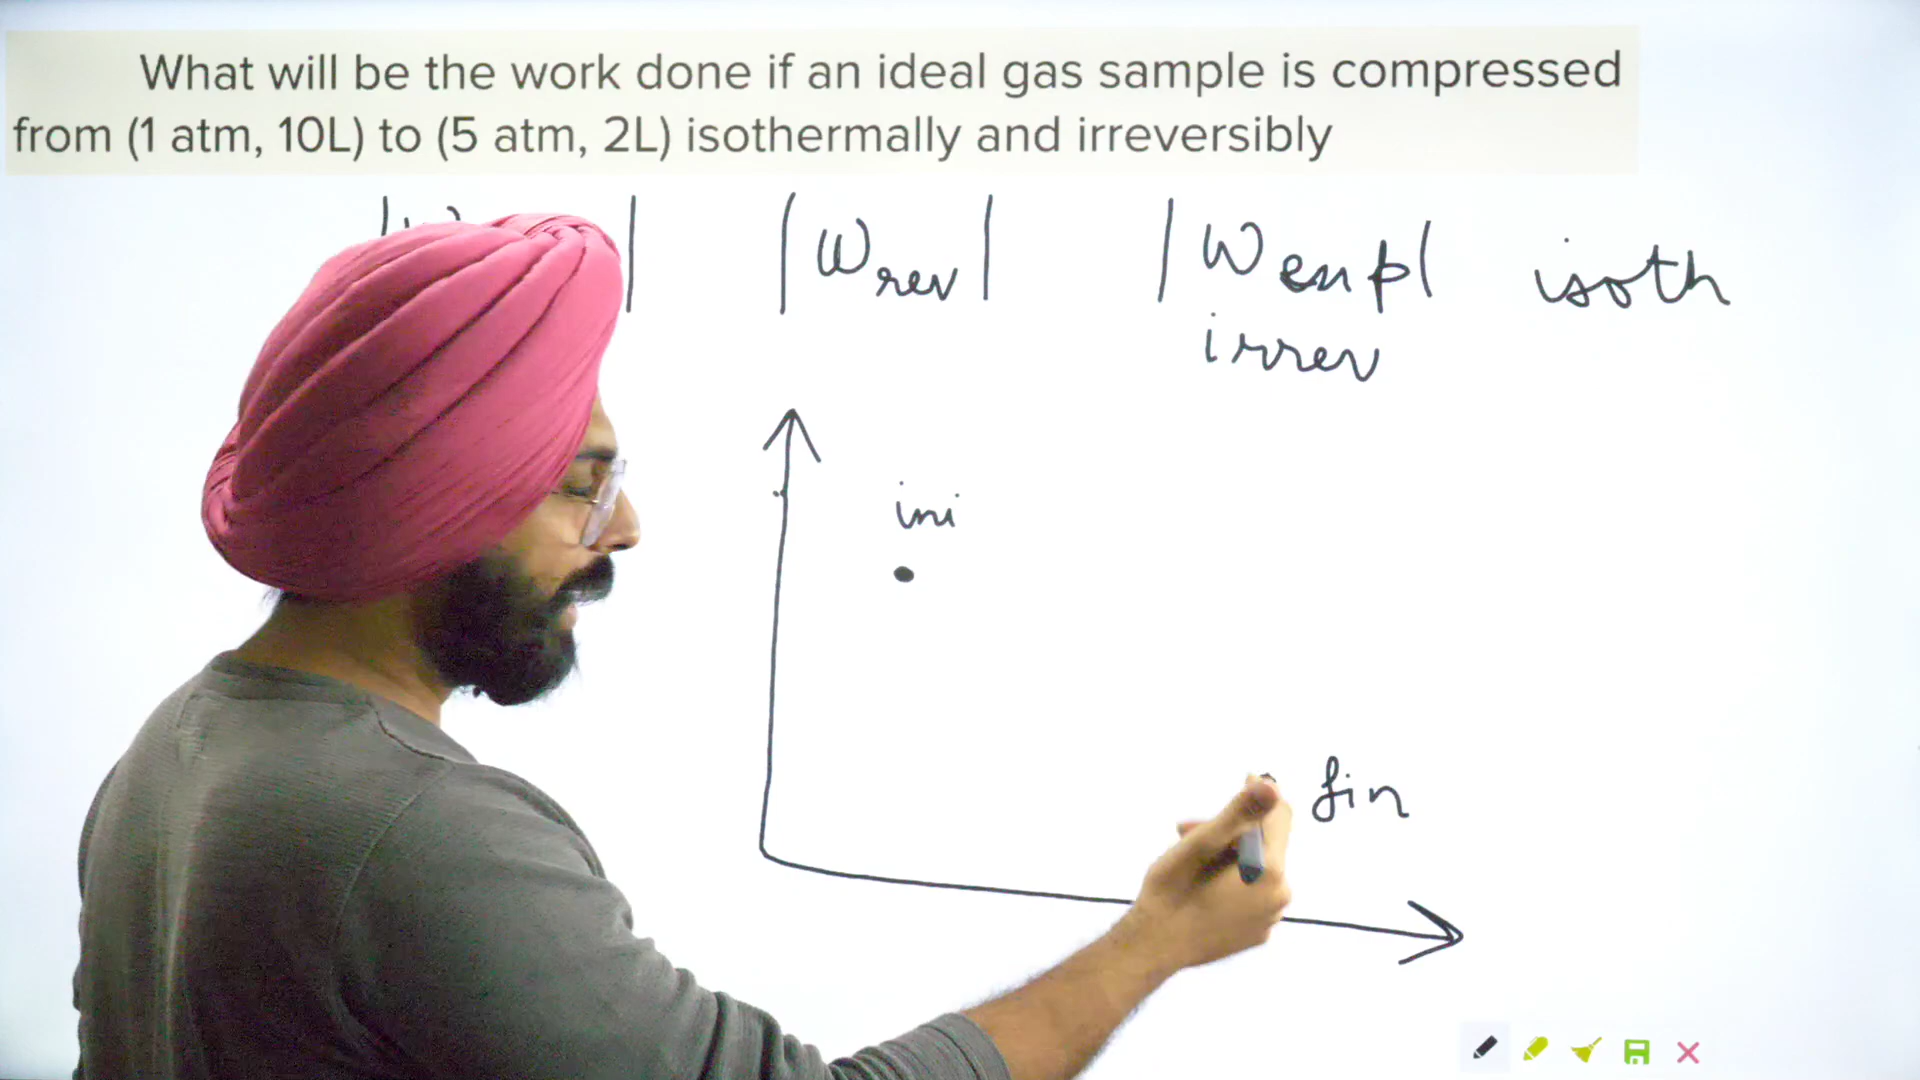 What will be the work done if an ideal gas sample is compressed
from (1 atm, 10L) to (5 atm, 2L) isothermally and irreversibly
|Wrev| |Wexp| isoth
irrev
ini
fin